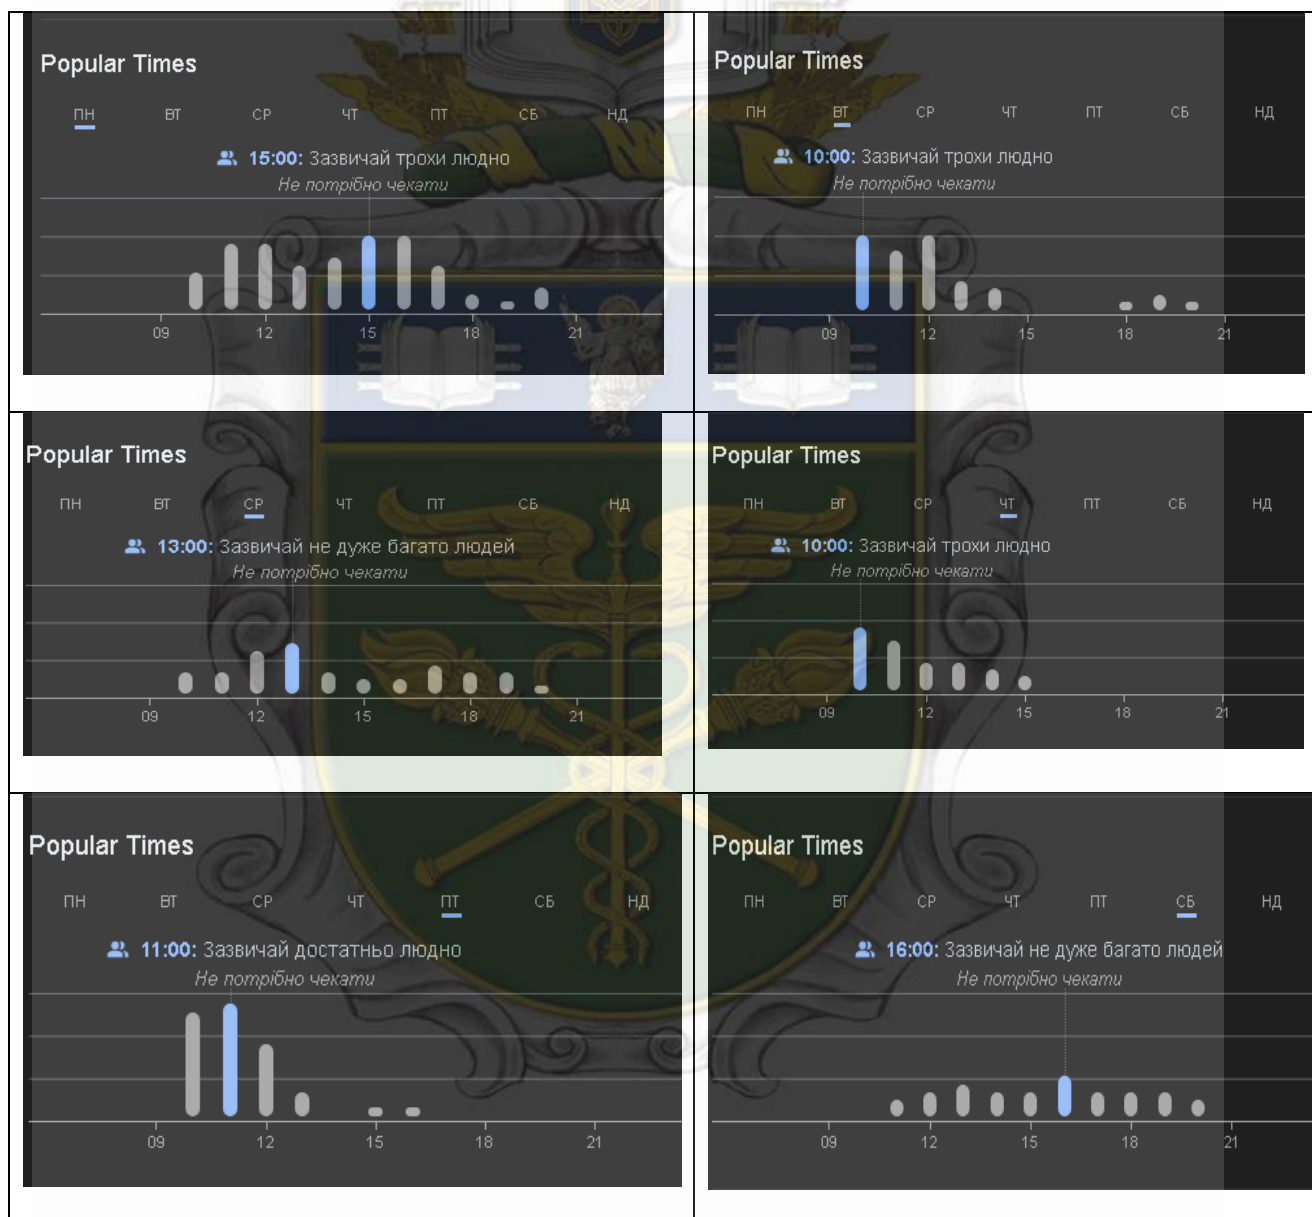 Popular Times
ПН ВТ СР ЧТ ПТ СБ НД
15:00: Зазвичай трохи людно
Не потрібно чекати
09 12 15 18 21
Popular Times
ПН ВТ СР ЧТ ПТ СБ НД
10:00: Зазвичай трохи людно
Не потрібно чекати
09 12 15 18 21
Popular Times
ПН ВТ СР ЧТ ПТ СБ НД
13:00: Зазвичай не дуже багато людей
Не потрібно чекати
09 12 15 18 21
Popular Times
ПН ВТ СР ЧТ ПТ СБ НД
10:00: Зазвичай трохи людно
Не потрібно чекати
09 12 15 18 21
Popular Times
ПН ВТ СР ЧТ ПТ СБ НД
11:00: Зазвичай достатньо людно
Не потрібно чекати
09 12 15 18 21
Popular Times
ПН ВТ СР ЧТ ПТ СБ НД
16:00: Зазвичай не дуже багато людей
Не потрібно чекати
09 12 15 18 21